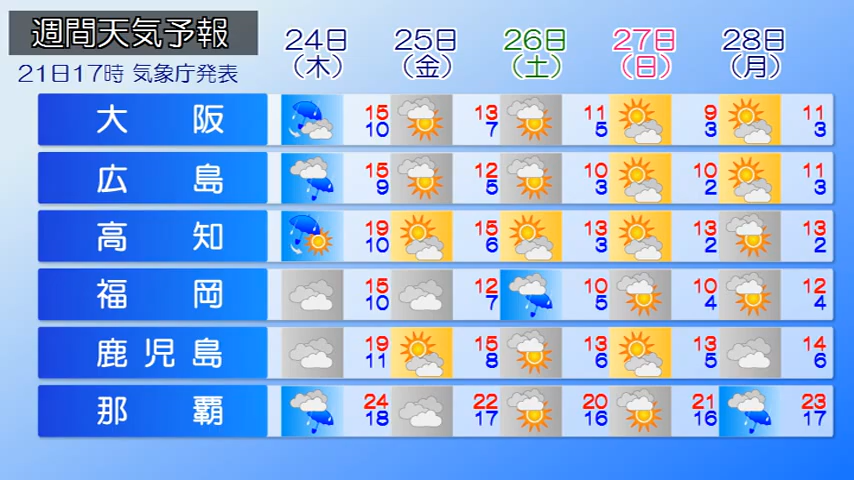 週間天気予報
21日17時 気象庁発表
24日 25日 26日 27日 28日
(木) (金) (土) (日) (月)
大阪 15 10 13 7 11 5 9 3 11 3
広島 15 9 12 5 10 3 10 2 11 3
高知 19 10 15 6 13 3 13 2 13 2
福岡 15 10 12 7 10 5 10 4 12 4
鹿児島 19 11 15 8 13 6 13 5 14 6
那覇 24 18 22 17 20 16 21 16 23 17